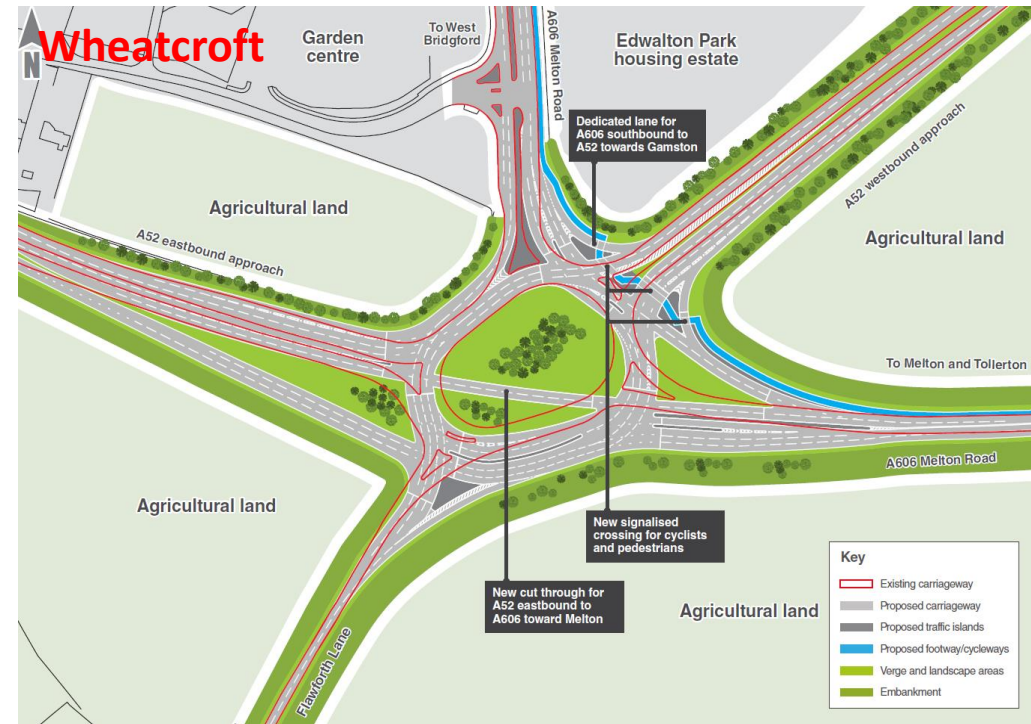 Wheatcroft
N
Garden
centre
To West
Bridgford
A606 Melton Road
Edwalton Park
housing estate
Dedicated lane for
A606 southbound to
A52 towards Gamston
A52 westbound approach
Agricultural land
A52 eastbound approach
Agricultural land
To Melton and Tollerton
A606 Melton Road
Agricultural land
New signalised
crossing for cyclists
and pedestrians
New cut through for
A52 eastbound to
A606 toward Melton
Agricultural land
Flawforth Lane
Key
Existing carriageway
Proposed carriageway
Proposed traffic islands
Proposed footway/cycleways
Verge and landscape areas
Embankment